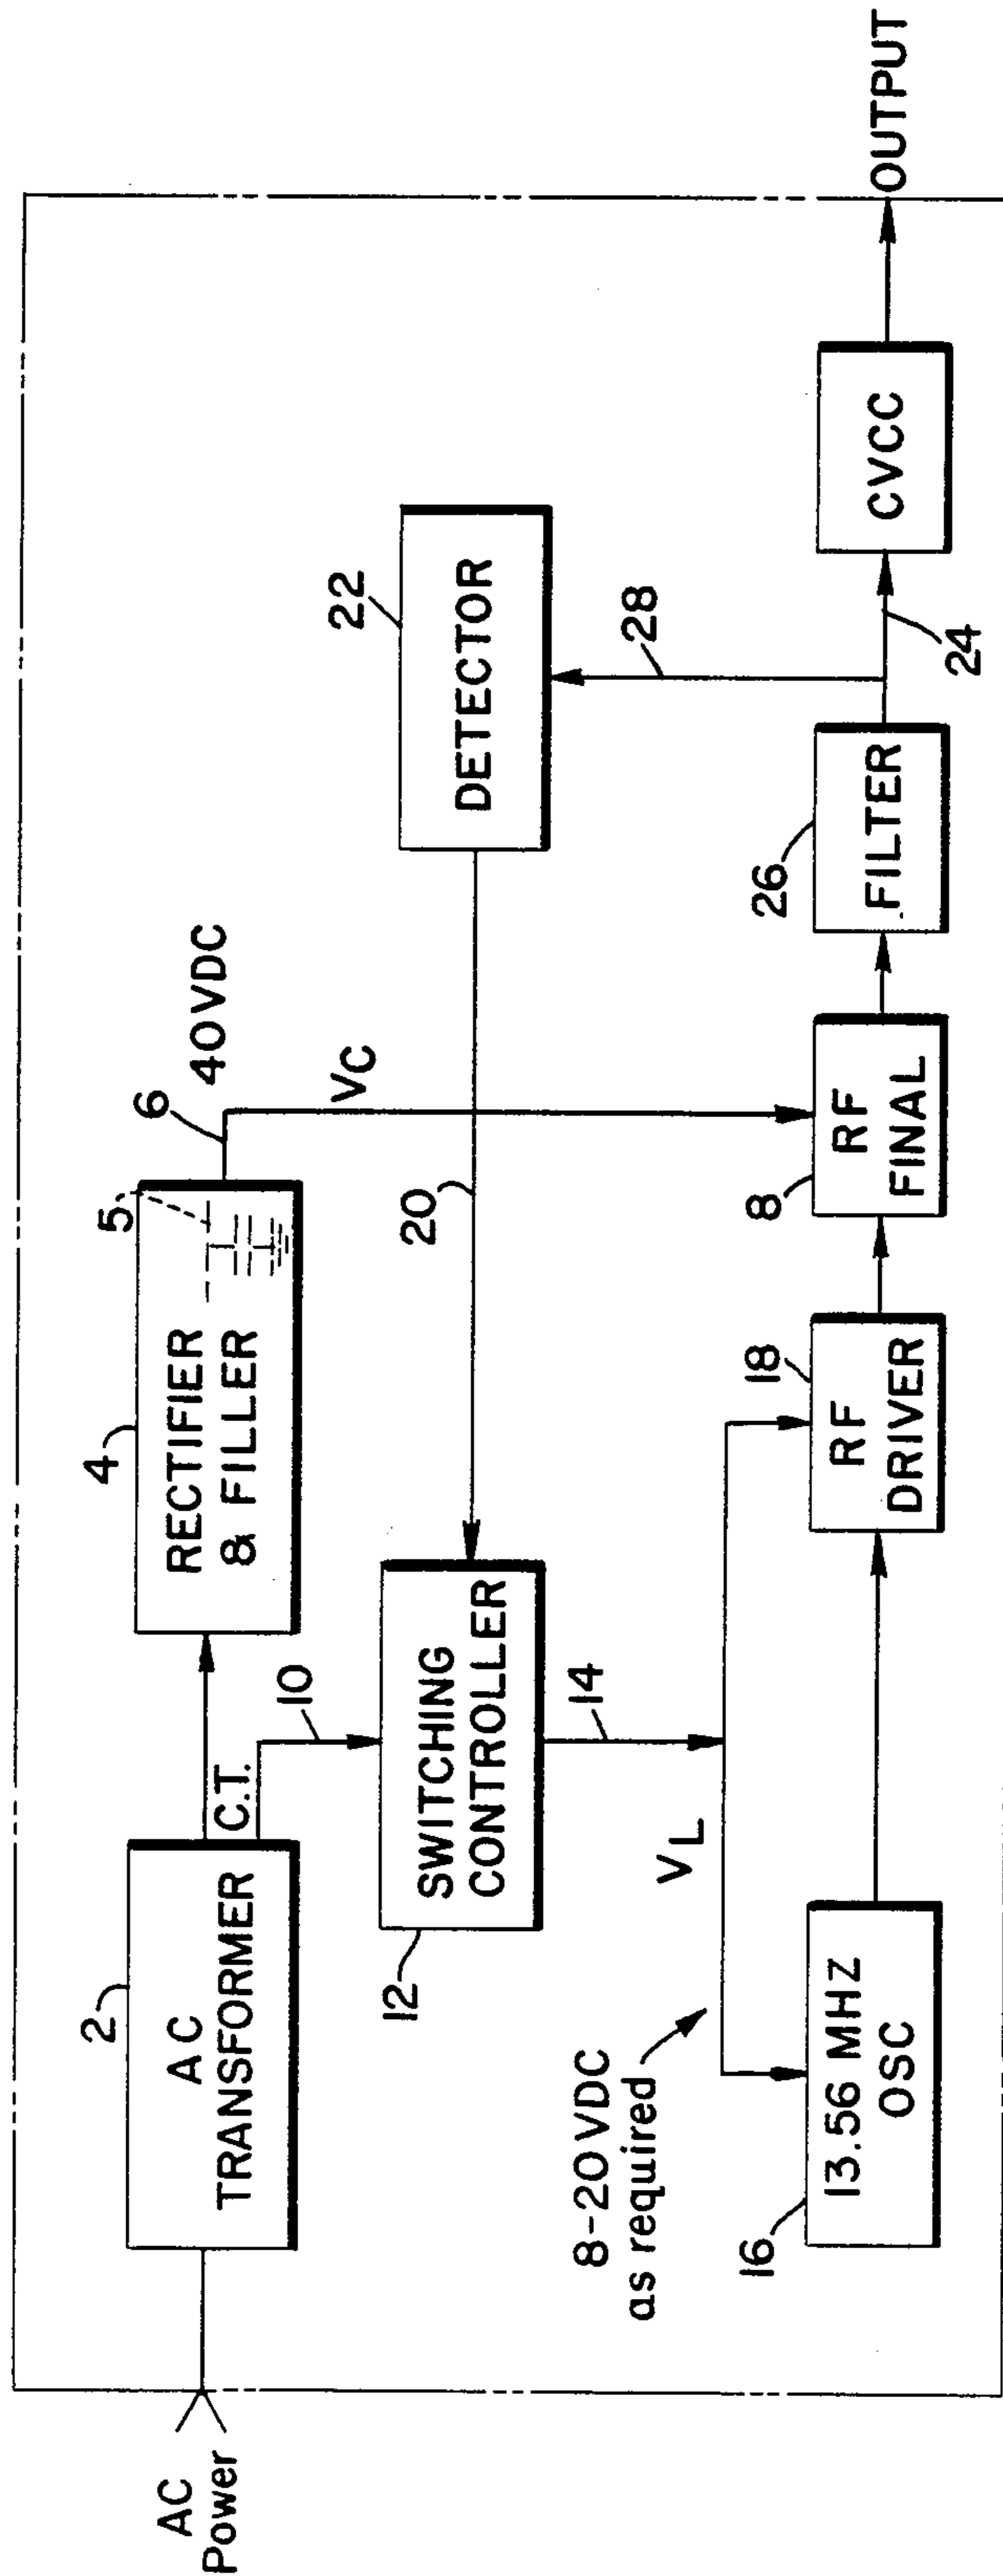 AC
Power
2
AC
TRANSFORMER
C.T.
10
4
RECTIFIER
& FILLER
5
6
40VDC
VC
12
SWITCHING
CONTROLLER
14
20
22
DETECTOR
28
8-20VDC
as required
VL
16
13.56 MHZ
OSC
18
RF
DRIVER
8
RF
FINAL
26
FILTER
24
CVCC
OUTPUT